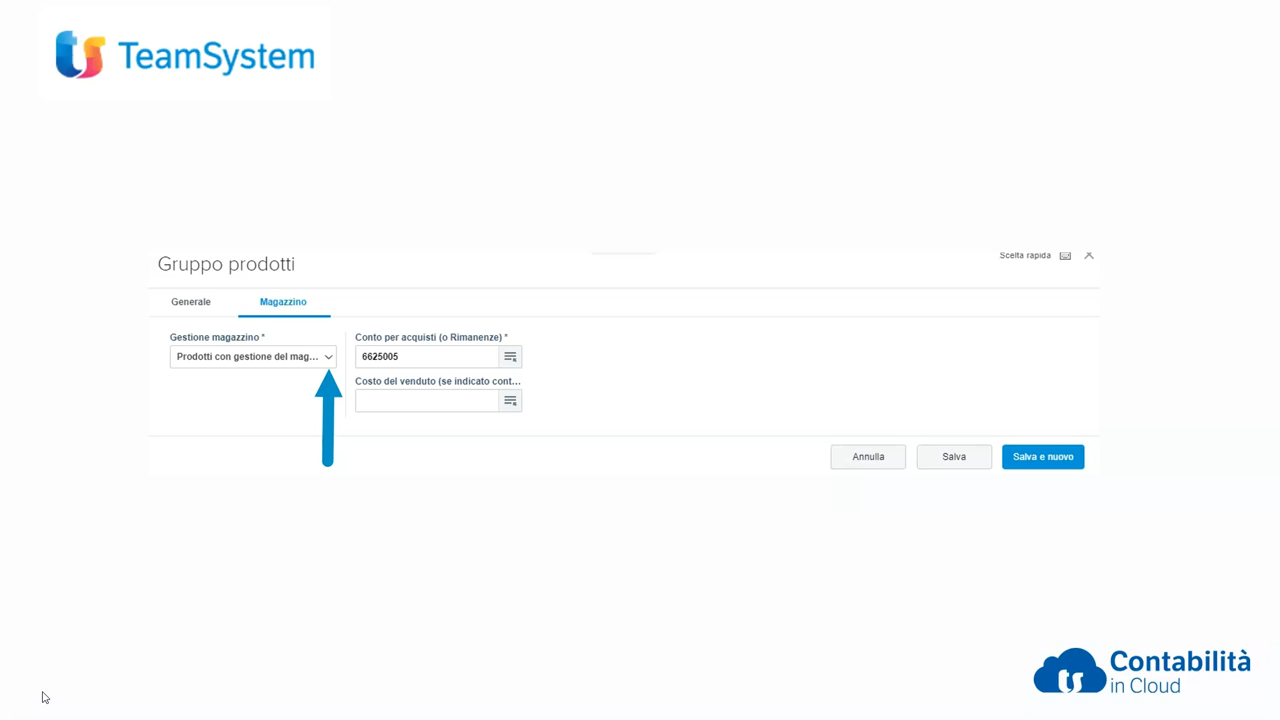 TeamSystem
Gruppo prodotti
Scelta rapida
Generale
Magazzino
Gestione magazzino *
Conto per acquisti (o Rimanenze) *
Prodotti con gestione del mag...
6625005
Costo del venduto (se indicato cont...
Annulla
Salva
Salva e nuovo
Contabilità
in Cloud